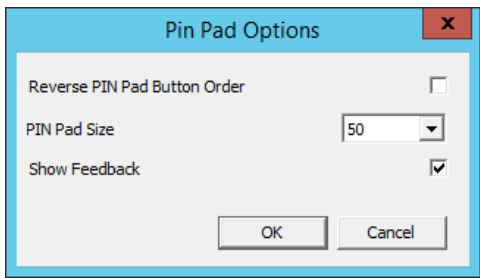 Pin Pad Options
x
Reverse PIN Pad Button Order
PIN Pad Size
50
Show Feedback
OK
Cancel